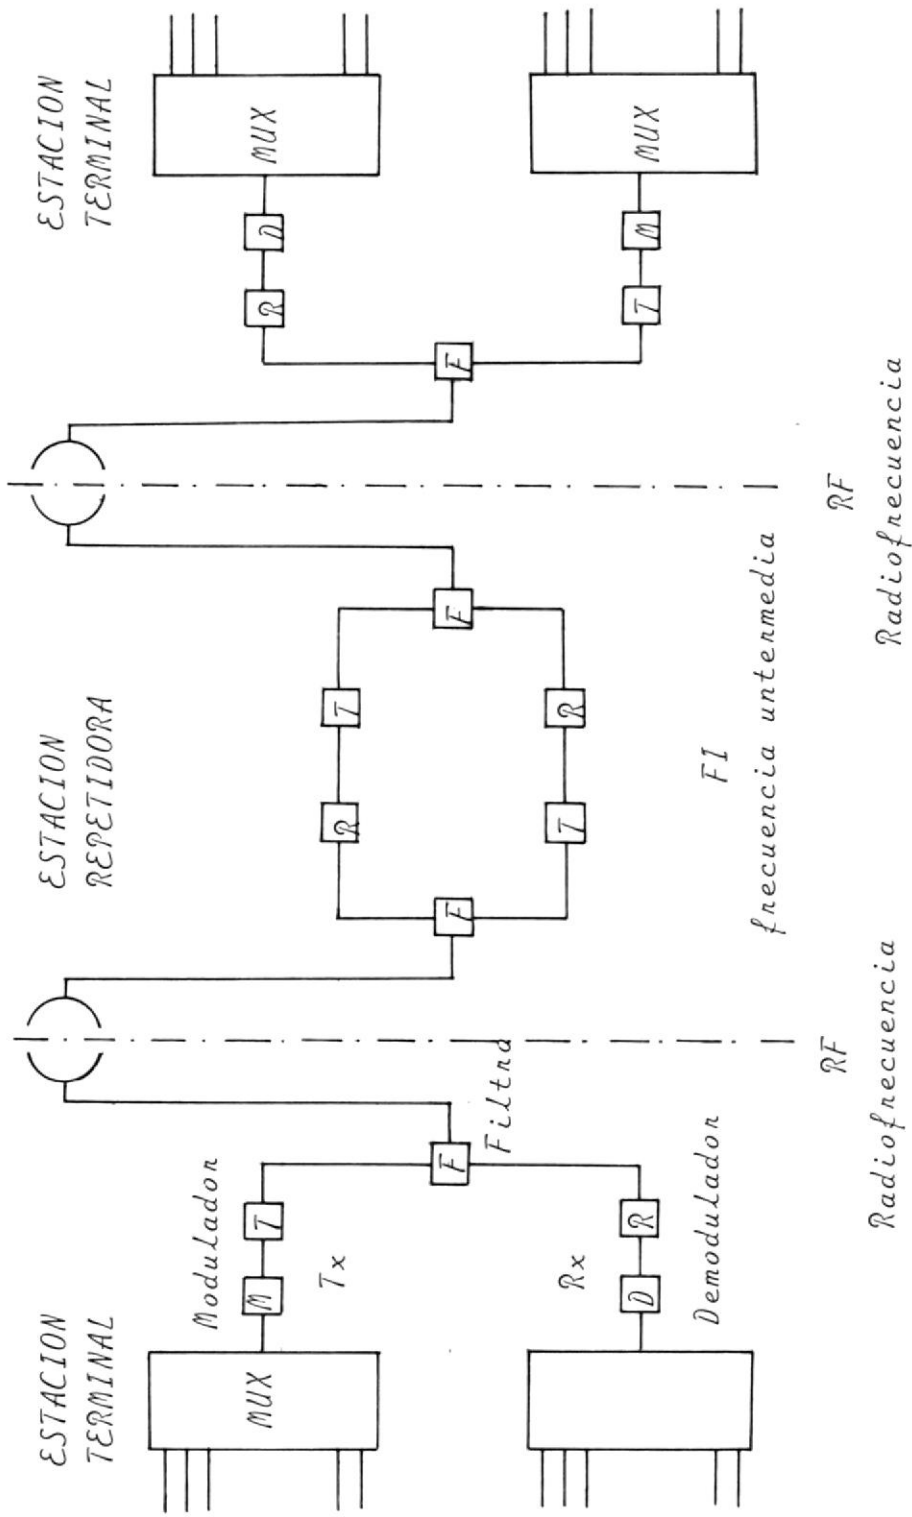 ESTACION
TERMINAL
MUX
M
T
Modulador
Tx
F
Filtro
D
R
Rx
Demodulador
RF
Radiofrecuencia
ESTACION
REPETIDORA
F
R
T
T
R
F
FI
frecuencia untermedia
RF
Radiofrecuencia
ESTACION
TERMINAL
F
R
D
MUX
T
M
MUX